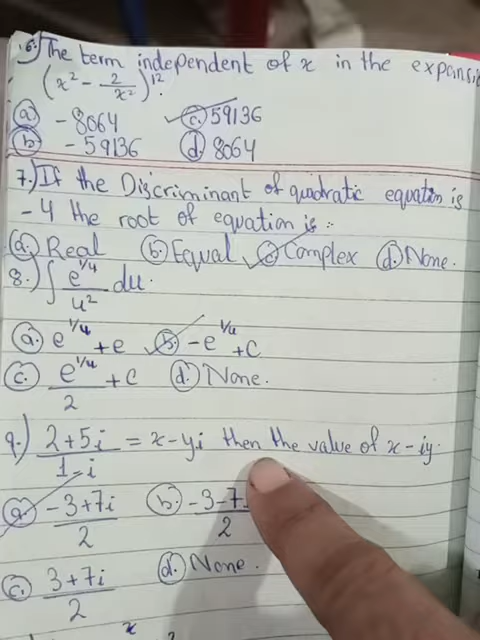 6.) The term independent of x in the expansi
(x² - 2/x²)¹².
(a) - 8064 (c) 59136
(b) - 59136 (d) 8064
7.) If the Discriminant of quadratic equation is
- 4 the root of equation is :-
(a) Real (b) Equal (c) Complex (d) None.
8.) ∫ e^(1/u)/u² du.
(a) e^(1/u) + e (b) - e^(1/u) + c
(c) e^(1/u)/2 + c (d) None.
9.) (2+5i)/(1-i) = x - yi then the value of x - iy.
(a) (-3+7i)/2 (b) (-3-7)/2
(c) (3+7i)/2 (d) None.